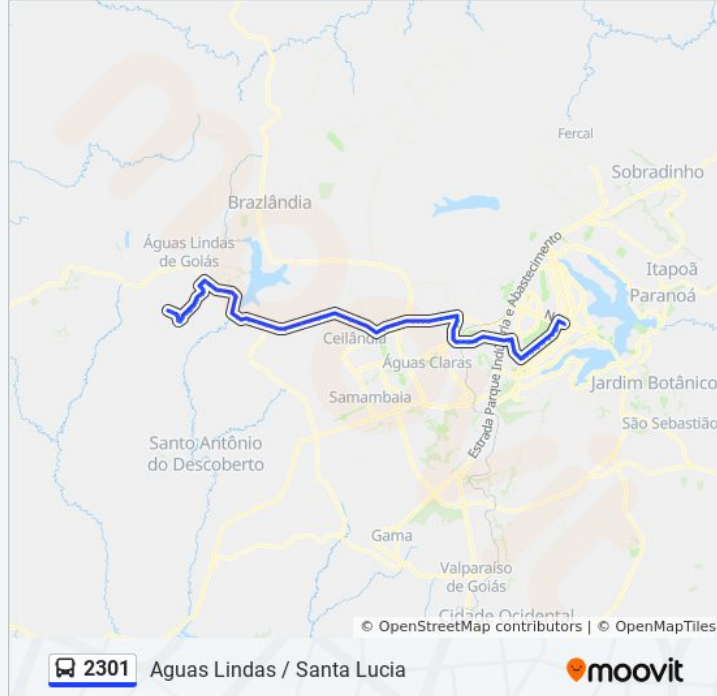 Fercal
Sobradinho
Brazlândia
Estrada Parque Indústria e Abastecimento
Águas Lindas
de Goiás
Itapoã
Paranoá
Ceilândia
Águas Claras
Jardim Botânico
Samambaia
São Sebastião
Santo Antônio
do Descoberto
Gama
Valparaíso
de Goiás
Cidade Ocidental
© OpenStreetMap contributors | © OpenMapTiles
2301 Aguas Lindas / Santa Lucia
moovit